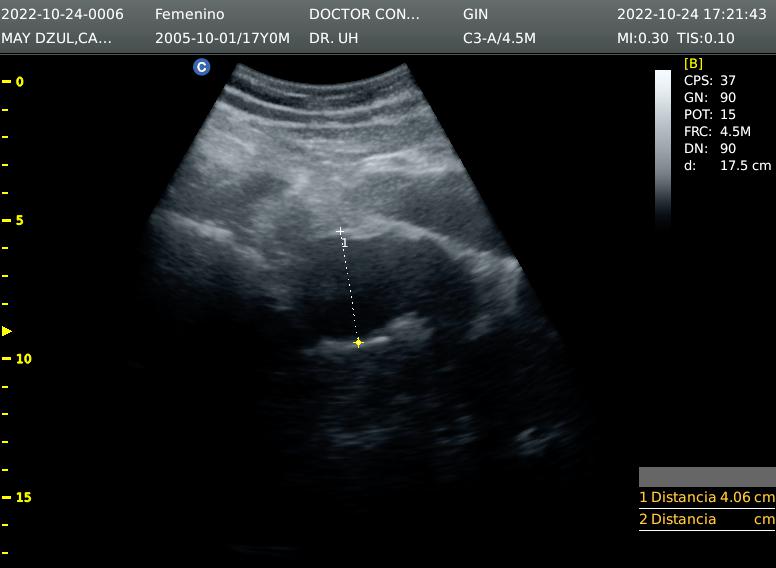 2022-10-24-0006 Femenino DOCTOR CON... GIN 2022-10-24 17:21:43
MAY DZUL,CA... 2005-10-01/17Y0M DR. UH C3-A/4.5M MI:0.30 TIS:0.10
C
[B]
CPS: 37
GN: 90
POT: 15
FRC: 4.5M
DN: 90
d: 17.5 cm
0
5
1
10
15
1 Distancia 4.06 cm
2 Distancia cm